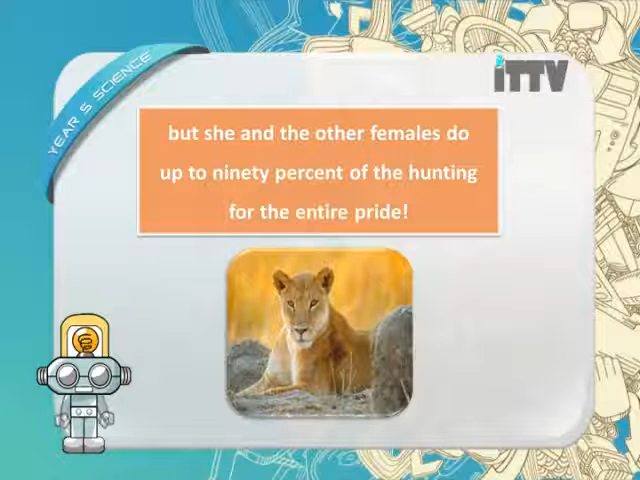 iTTV
YEAR 5 SCIENCE
but she and the other females do
up to ninety percent of the hunting
for the entire pride!